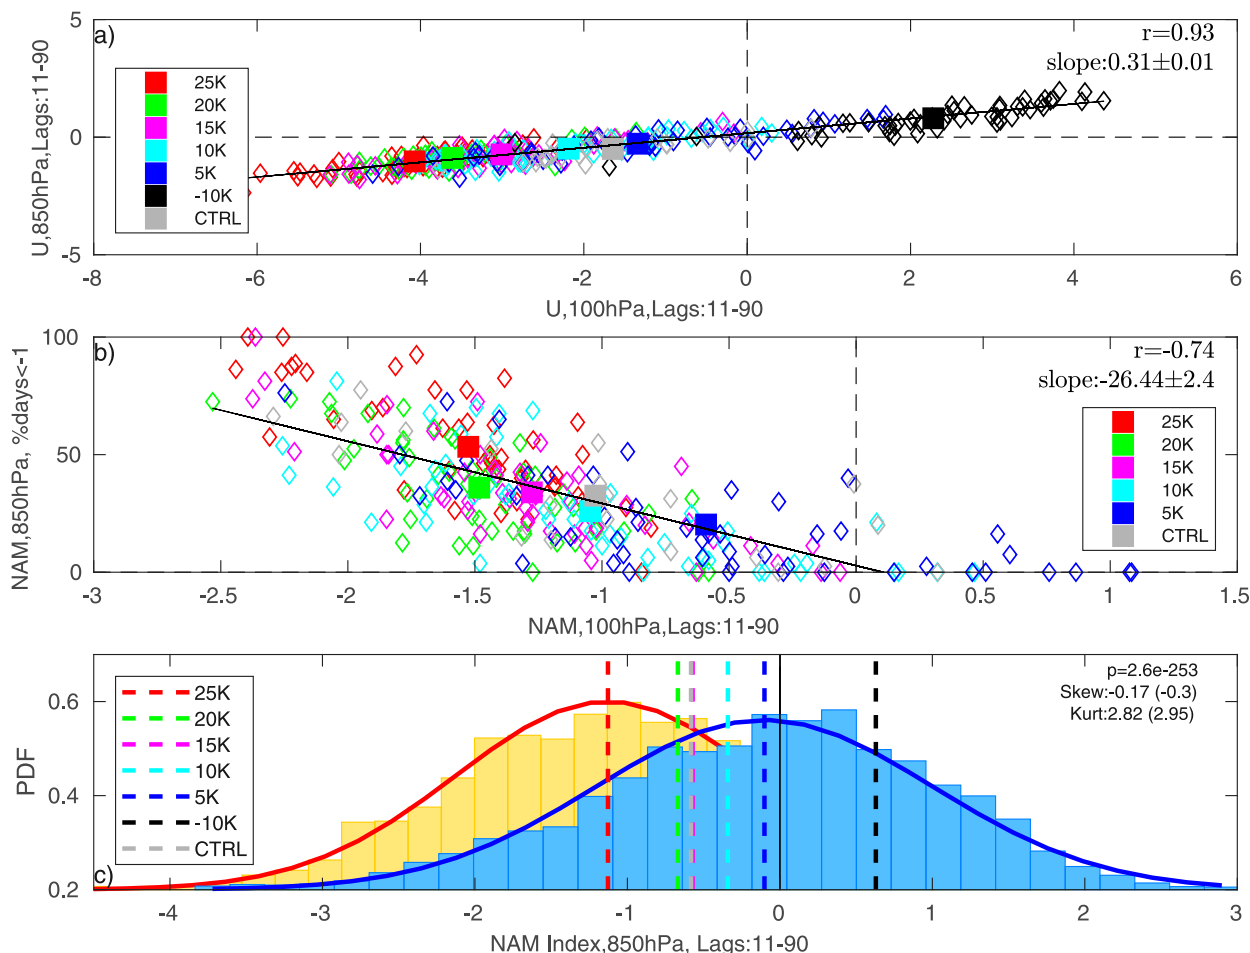 a)
r=0.93
slope:0.31±0.01
25K
20K
15K
10K
5K
-10K
CTRL
5
0
-5
U,850hPa,Lags:11-90
-8 -6 -4 -2 0 2 4 6
U,100hPa,Lags:11-90
b)
r=-0.74
slope:-26.44±2.4
25K
20K
15K
10K
5K
CTRL
100
50
0
NAM,850hPa, %days<-1
-3 -2.5 -2 -1.5 -1 -0.5 0 0.5 1 1.5
NAM,100hPa,Lags:11-90
p=2.6e-253
Skew:-0.17 (-0.3)
Kurt:2.82 (2.95)
25K
20K
15K
10K
5K
-10K
CTRL
c)
0.6
0.4
0.2
PDF
-4 -3 -2 -1 0 1 2 3
NAM Index,850hPa, Lags:11-90